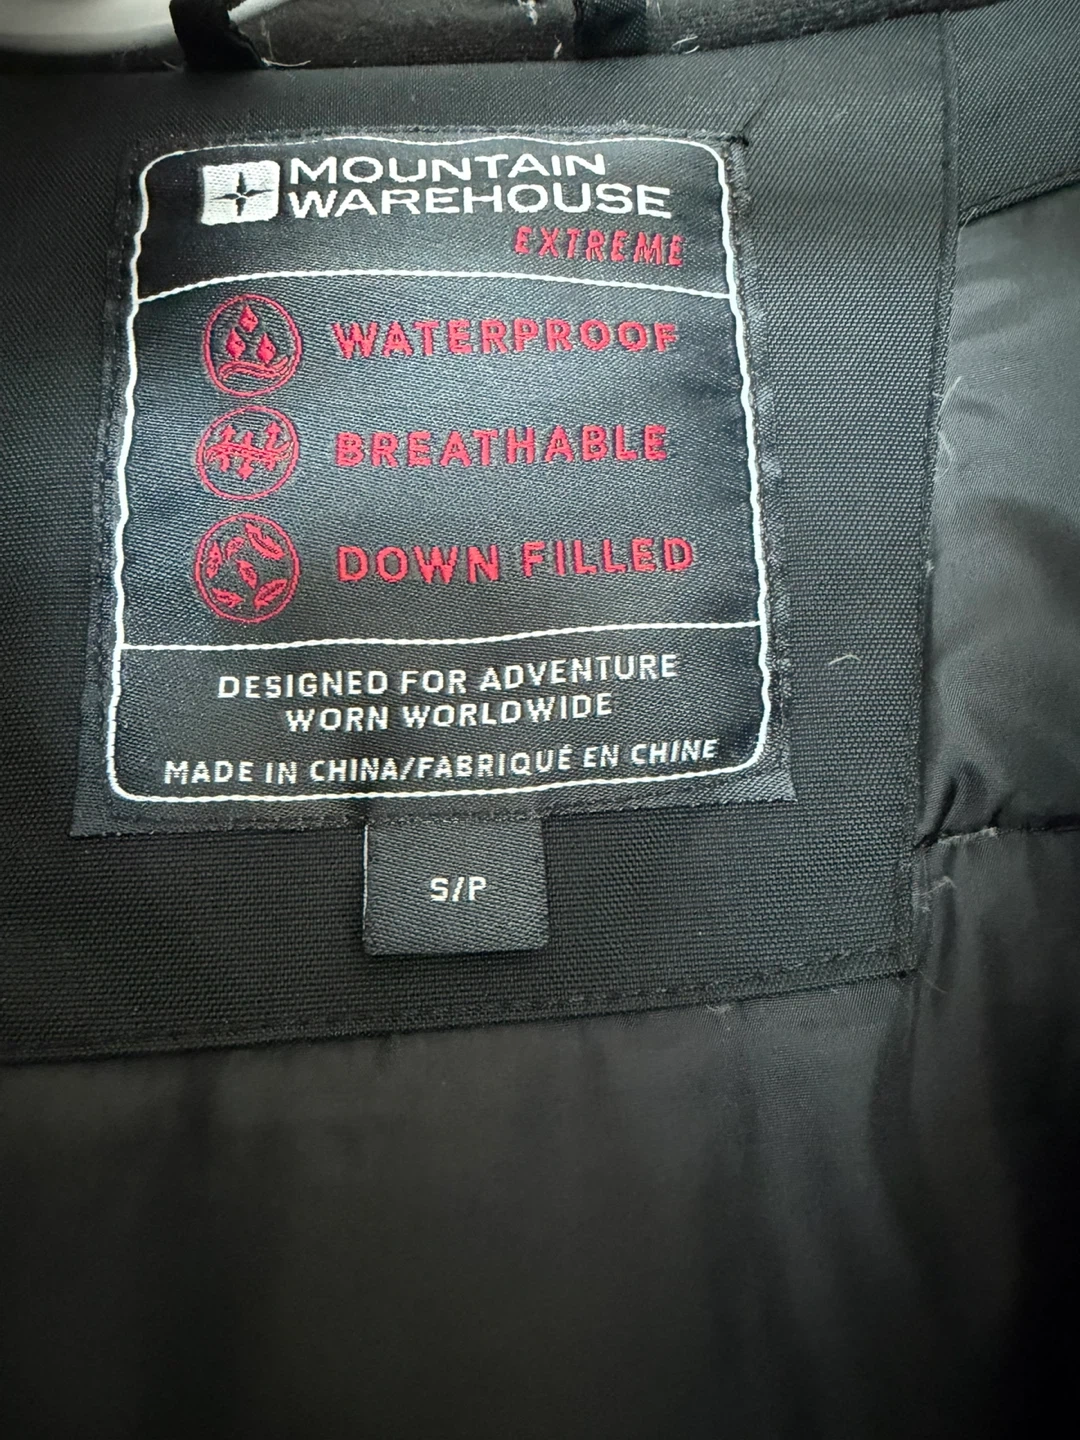 MOUNTAIN
WAREHOUSE
EXTREME
WATERPROOF
BREATHABLE
DOWN FILLED
DESIGNED FOR ADVENTURE
WORN WORLDWIDE
MADE IN CHINA/FABRIQUÉ EN CHINE
S/P